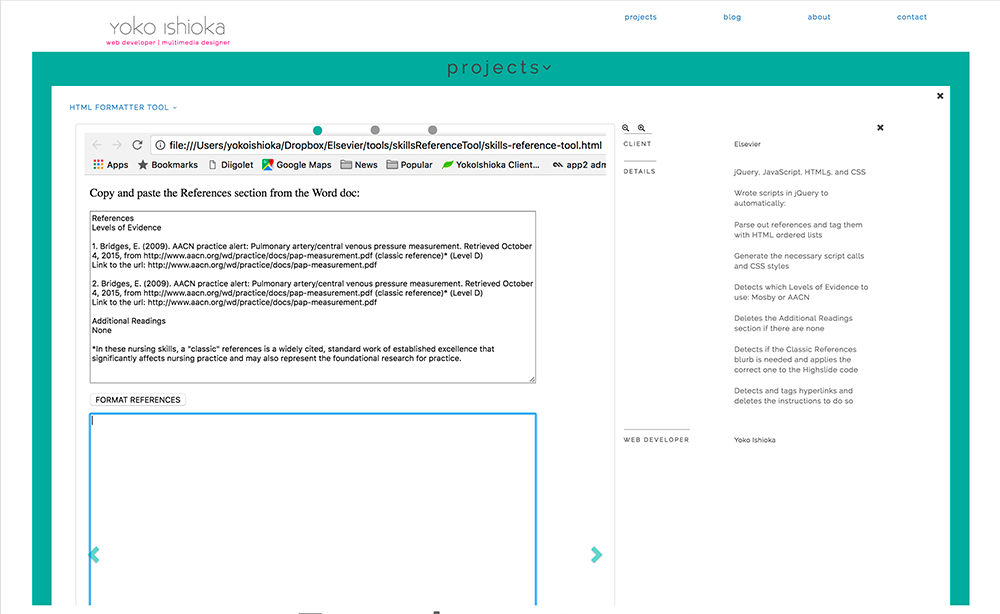 yoko ishioka
web developer | multimedia designer
projects
blog
about
contact
projects
HTML FORMATTER TOOL
file:///Users/yokoishioka/Dropbox/Elsevier/tools/skillsReferenceTool/skills-reference-tool.html
Apps
Bookmarks
Diigolet
Google Maps
News
Popular
YokoIshioka Client...
app2 adm
Copy and paste the References section from the Word doc:
References
Levels of Evidence
1. Bridges, E. (2009). AACN practice alert: Pulmonary artery/central venous pressure measurement. Retrieved October
4, 2015, from http://www.aacn.org/wd/practice/docs/pap-measurement.pdf (classic reference)* (Level D)
Link to the url: http://www.aacn.org/wd/practice/docs/pap-measurement.pdf
2. Bridges, E. (2009). AACN practice alert: Pulmonary artery/central venous pressure measurement. Retrieved October
4, 2015, from http://www.aacn.org/wd/practice/docs/pap-measurement.pdf (classic reference)* (Level D)
Link to the url: http://www.aacn.org/wd/practice/docs/pap-measurement.pdf
Additional Readings
None
*In these nursing skills, a "classic" references is a widely cited, standard work of established excellence that
significantly affects nursing practice and may also represent the foundational research for practice.
FORMAT REFERENCES
CLIENT
Elsevier
DETAILS
jQuery, JavaScript, HTML5, and CSS
Wrote scripts in jQuery to
automatically:
Parse out references and tag them
with HTML ordered lists
Generate the necessary script calls
and CSS styles
Detects which Levels of Evidence to
use: Mosby or AACN
Deletes the Additional Readings
section if there are none
Detects if the Classic References
blurb is needed and applies the
correct one to the Highslide code
Detects and tags hyperlinks and
deletes the instructions to do so
WEB DEVELOPER
Yoko Ishioka